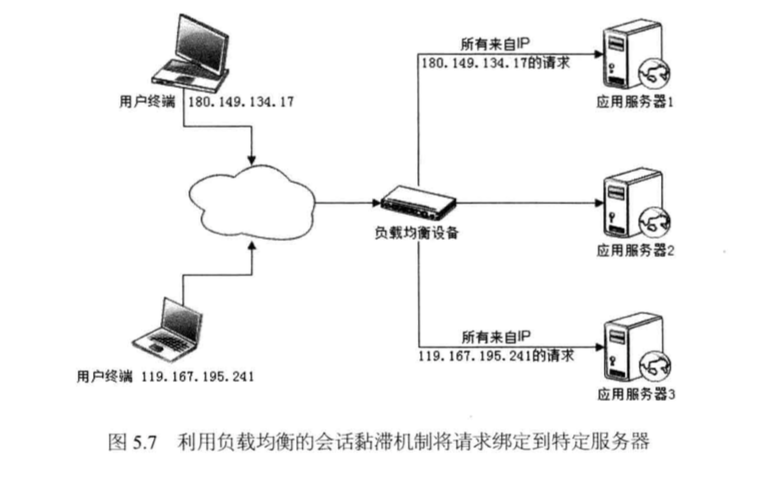 所有来自IP
180.149.134.17的请求
用户终端 180.149.134.17
应用服务器1
负载均衡设备
应用服务器2
所有来自IP
119.167.195.241的请求
用户终端 119.167.195.241
应用服务器3
图 5.7 利用负载均衡的会话黏滞机制将请求绑定到特定服务器